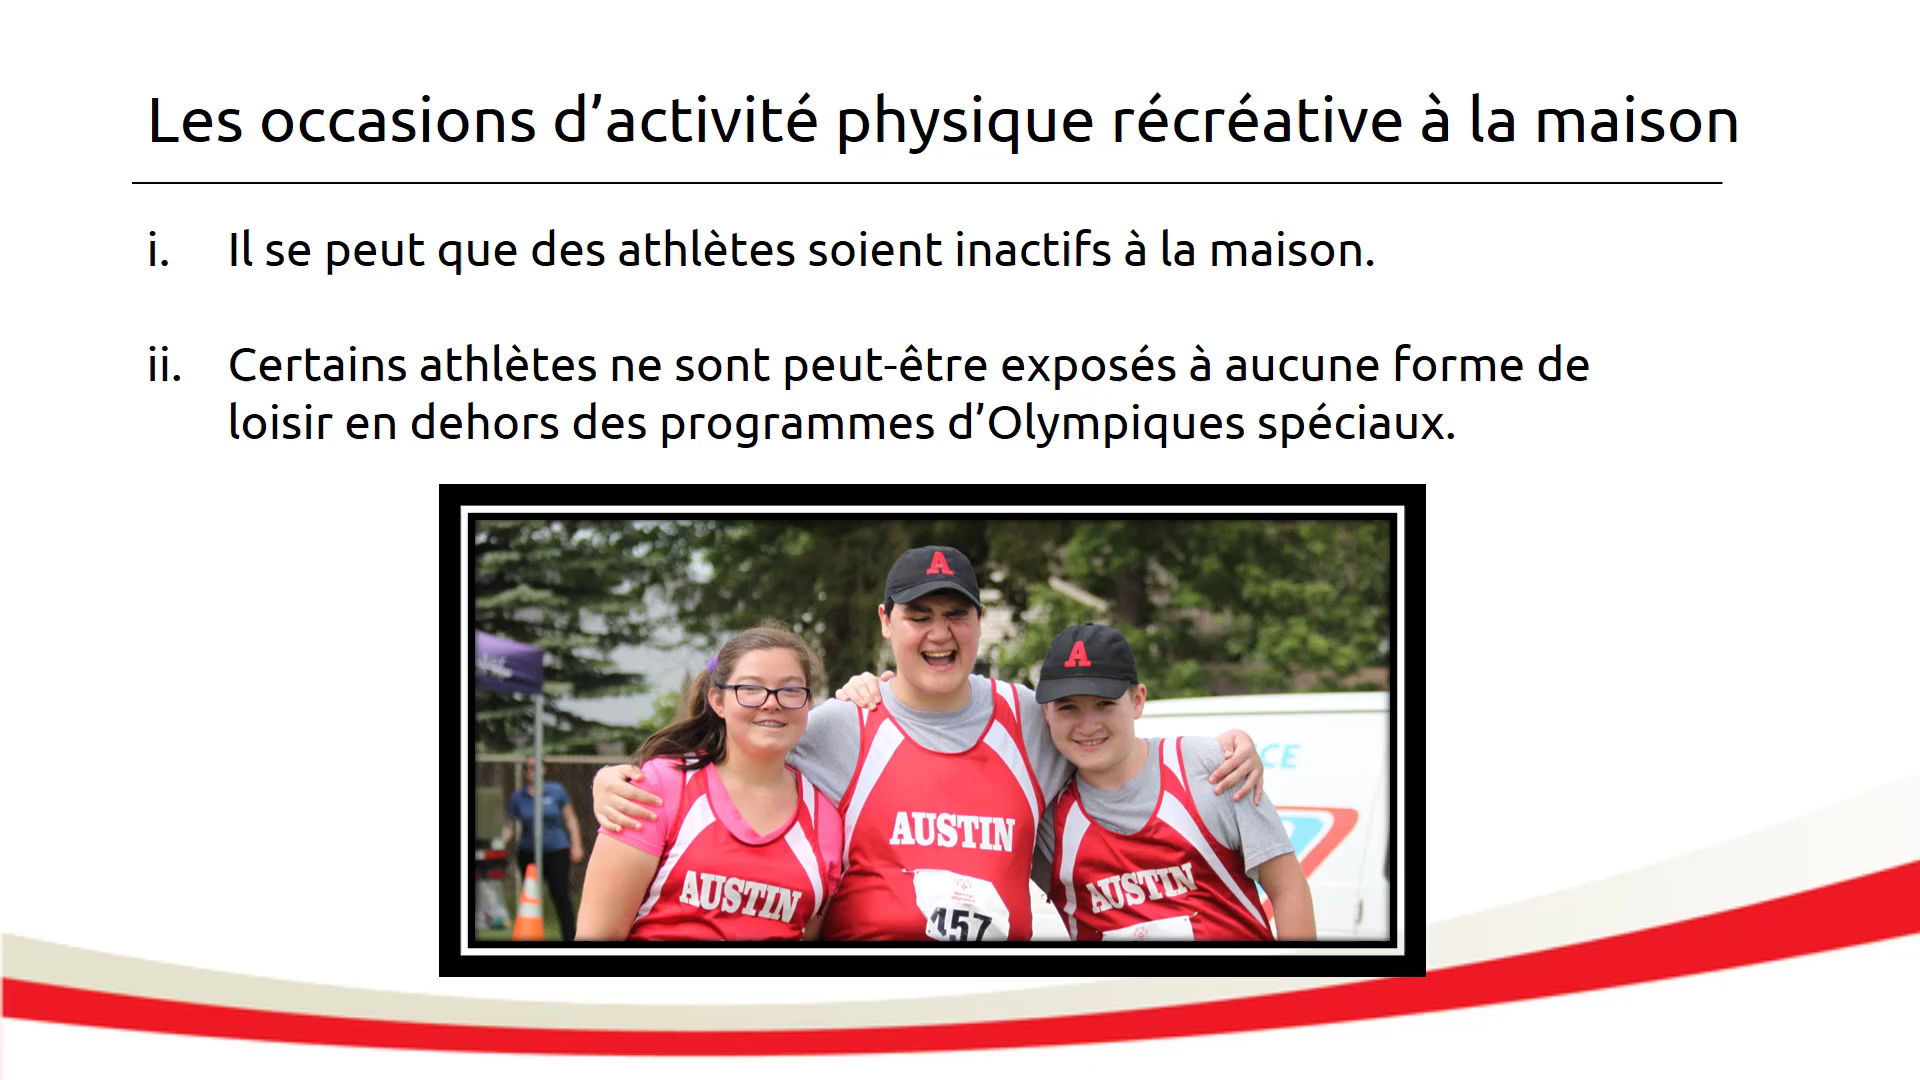 Les occasions d’activité physique récréative à la maison
i. Il se peut que des athlètes soient inactifs à la maison.
ii. Certains athlètes ne sont peut-être exposés à aucune forme de
loisir en dehors des programmes d’Olympiques spéciaux.
A
A
CE
AUSTIN
AUSTIN
AUSTIN
457